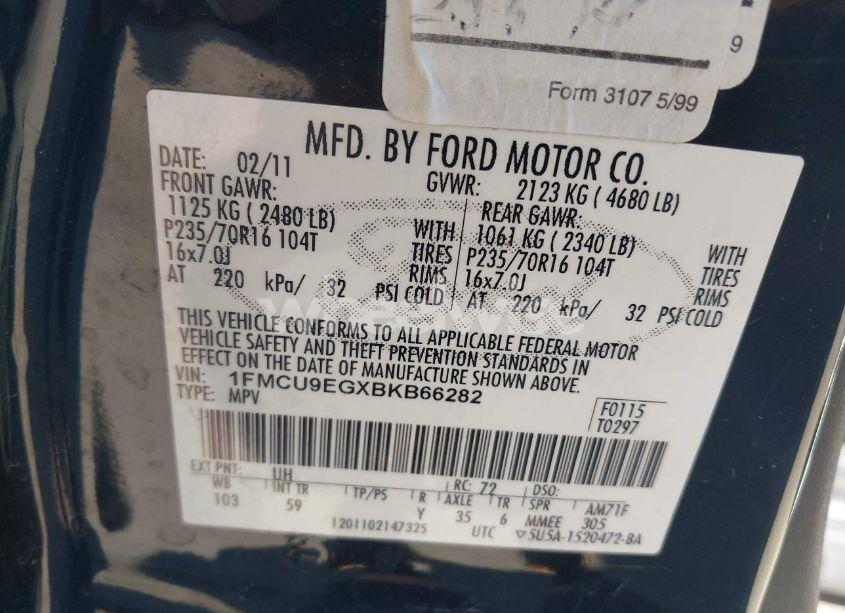 9
Form 3107 5/99
MFD. BY FORD MOTOR CO.
DATE: 02/11 GVWR: 2123 KG ( 4680 LB)
FRONT GAWR: REAR GAWR:
1125 KG ( 2480 LB) WITH 1061 KG ( 2340 LB) WITH
P235/70R16 104T TIRES P235/70R16 104T TIRES
16x7.0J RIMS 16x7.0J RIMS
AT 220 kPa/ 32 PSI COLD AT 220 kPa/ 32 PSI COLD
THIS VEHICLE CONFORMS TO ALL APPLICABLE FEDERAL MOTOR
VEHICLE SAFETY AND THEFT PREVENTION STANDARDS IN
EFFECT ON THE DATE OF MANUFACTURE SHOWN ABOVE.
VIN: 1FMCU9EGXBKB66282
TYPE: MPV
F0115
T0297
EXT PNT: UH RC: 72 DSO:
WB INT TR TP/PS R AXLE TR SPR AM71F
103 59 Y 35 6 MMEE 305
1201102147325 UTC ▽5U5A-1520472-BA